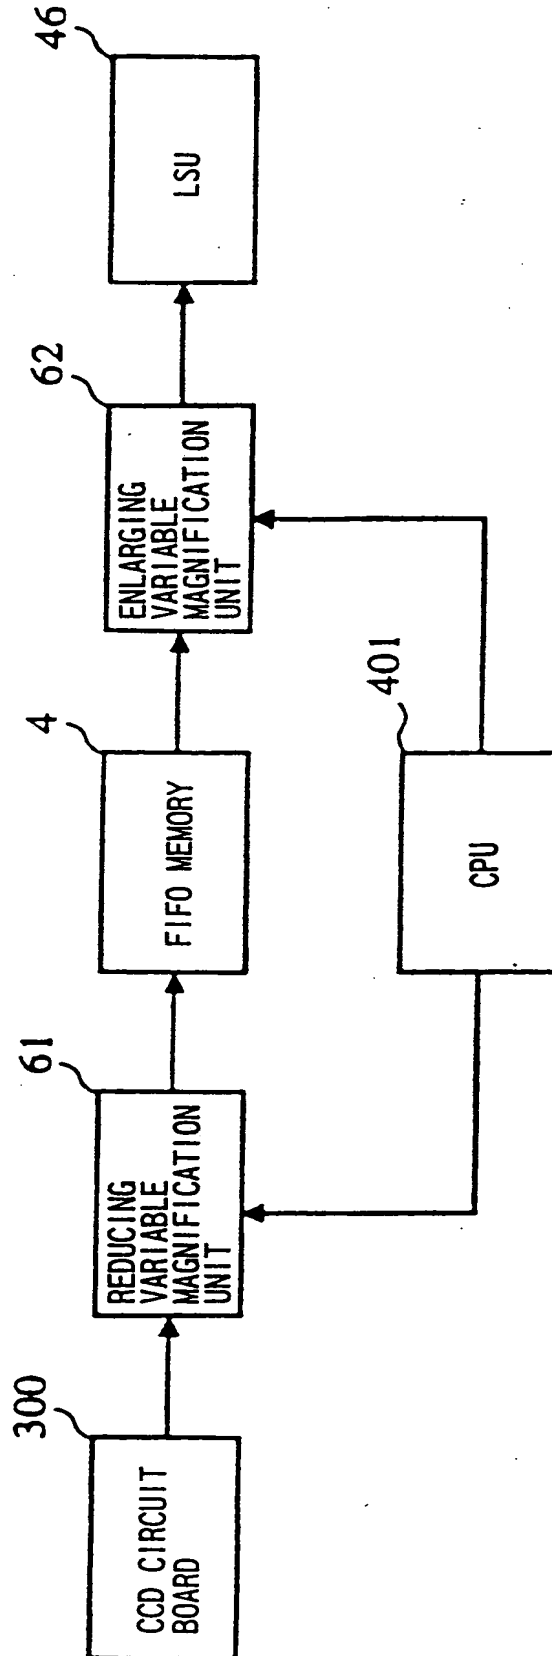 300
CCD CIRCUIT
BOARD
61
REDUCING
VARIABLE
MAGNIFICATION
UNIT
4
FIFO MEMORY
62
ENLARGING
VARIABLE
MAGNIFICATION
UNIT
46
LSU
401
CPU